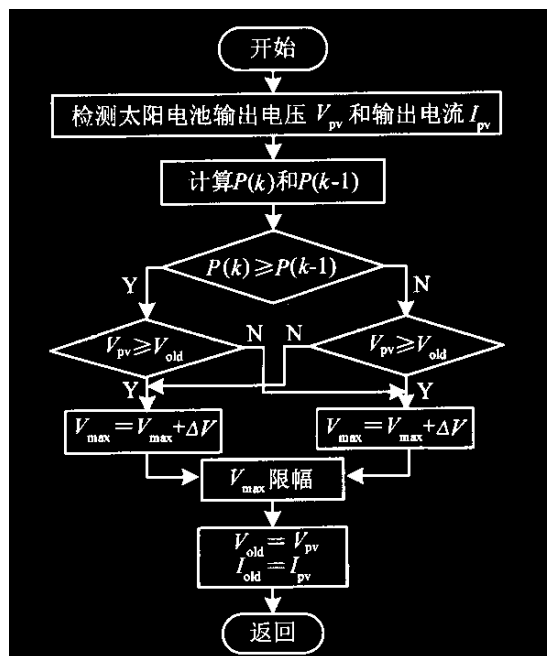 开始
检测太阳电池输出电压 Vpv 和输出电流 Ipv
计算P(k)和P(k-1)
P(k)≥P(k-1)
Y
N
Vpv≥Vold
N
N
Vpv≥Vold
Y
Y
Vmax=Vmax+ΔV
Vmax=Vmax+ΔV
Vmax 限幅
Vold=Vpv
Iold=Ipv
返回